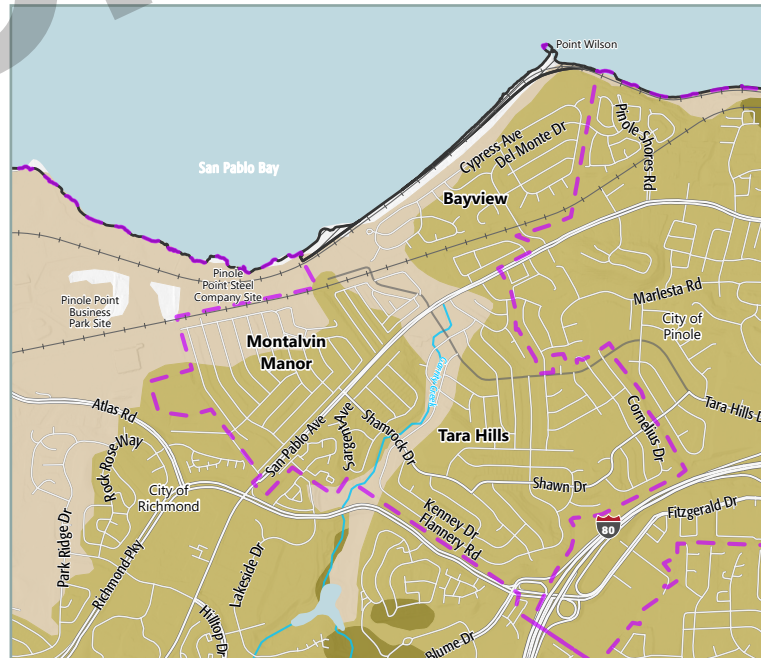 Point Wilson
Cypress Ave
Del Monte Dr
Pinole Shores Rd
San Pablo Bay
Bayview
Pinole
Point Steel
Company Site
Pinole Point
Business
Park Site
Marlesta Rd
City of
Pinole
Montalvin
Manor
Atlas Rd
Tara Hills D
San Pablo Ave
Sargent Ave
Shamrock Dr
Cornelius Dr
Tara Hills
Rock Rose Way
City of
Richmond
Shawn Dr
Kenney Dr
Flannery Rd
80
Fitzgerald Dr
Park Ridge Dr
Richmond Pky
Lakeside Dr
Hilltop Dr
Blume Dr